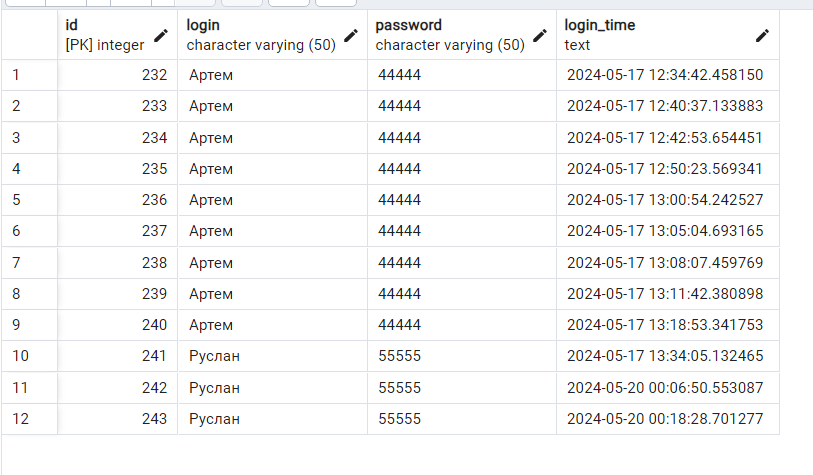 id login password login_time
[PK] integer character varying (50) character varying (50) text
1 232 Артем 44444 2024-05-17 12:34:42.458150
2 233 Артем 44444 2024-05-17 12:40:37.133883
3 234 Артем 44444 2024-05-17 12:42:53.654451
4 235 Артем 44444 2024-05-17 12:50:23.569341
5 236 Артем 44444 2024-05-17 13:00:54.242527
6 237 Артем 44444 2024-05-17 13:05:04.693165
7 238 Артем 44444 2024-05-17 13:08:07.459769
8 239 Артем 44444 2024-05-17 13:11:42.380898
9 240 Артем 44444 2024-05-17 13:18:53.341753
10 241 Руслан 55555 2024-05-17 13:34:05.132465
11 242 Руслан 55555 2024-05-20 00:06:50.553087
12 243 Руслан 55555 2024-05-20 00:18:28.701277